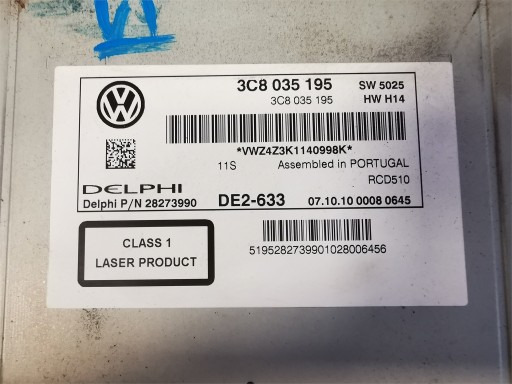 3C8 035 195 SW 5025
3C8 035 195 HW H14
*VWZ4Z3K1140998K*
11S Assembled in PORTUGAL
RCD510
DELPHI
Delphi P/N 28273990 DE2-633 07.10.10 0008 0645
CLASS 1
LASER PRODUCT
5195282739901028006456